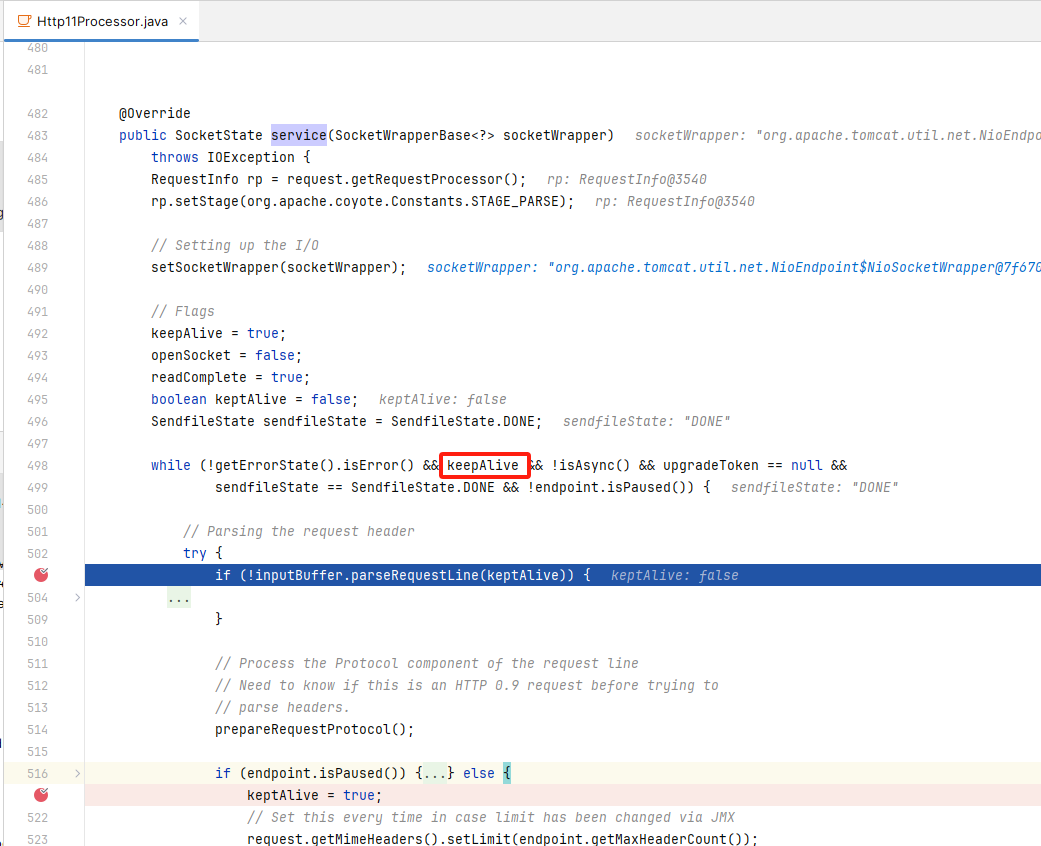 Http11Processor.java ×
480
481
482 @Override
483 public SocketState service(SocketWrapperBase<?> socketWrapper) socketWrapper: "org.apache.tomcat.util.net.NioEndpo
484 throws IOException {
485 RequestInfo rp = request.getRequestProcessor(); rp: RequestInfo@3540
486 rp.setStage(org.apache.coyote.Constants.STAGE_PARSE); rp: RequestInfo@3540
487
488 // Setting up the I/O
489 setSocketWrapper(socketWrapper); socketWrapper: "org.apache.tomcat.util.net.NioEndpoint$NioSocketWrapper@7f670
490
491 // Flags
492 keepAlive = true;
493 openSocket = false;
494 readComplete = true;
495 boolean keptAlive = false; keptAlive: false
496 SendfileState sendfileState = SendfileState.DONE; sendfileState: "DONE"
497
498 while (!getErrorState().isError() && keepAlive && !isAsync() && upgradeToken == null &&
499 sendfileState == SendfileState.DONE && !endpoint.isPaused()) { sendfileState: "DONE"
500
501 // Parsing the request header
502 try {
if (!inputBuffer.parseRequestLine(keptAlive)) { keptAlive: false
504 ...
509 }
510
511 // Process the Protocol component of the request line
512 // Need to know if this is an HTTP 0.9 request before trying to
513 // parse headers.
514 prepareRequestProtocol();
515
516 if (endpoint.isPaused()) {...} else {
keptAlive = true;
522 // Set this every time in case limit has been changed via JMX
523 request.getMimeHeaders().setLimit(endpoint.getMaxHeaderCount());